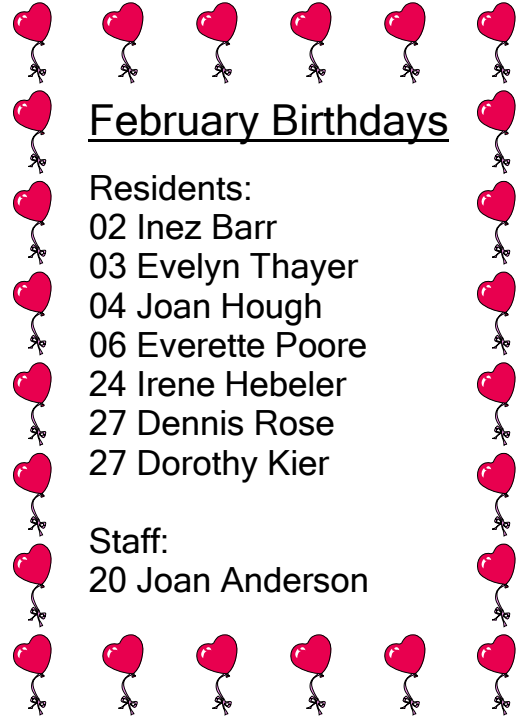 February Birthdays
Residents:
02 Inez Barr
03 Evelyn Thayer
04 Joan Hough
06 Everette Poore
24 Irene Hebeler
27 Dennis Rose
27 Dorothy Kier
Staff:
20 Joan Anderson